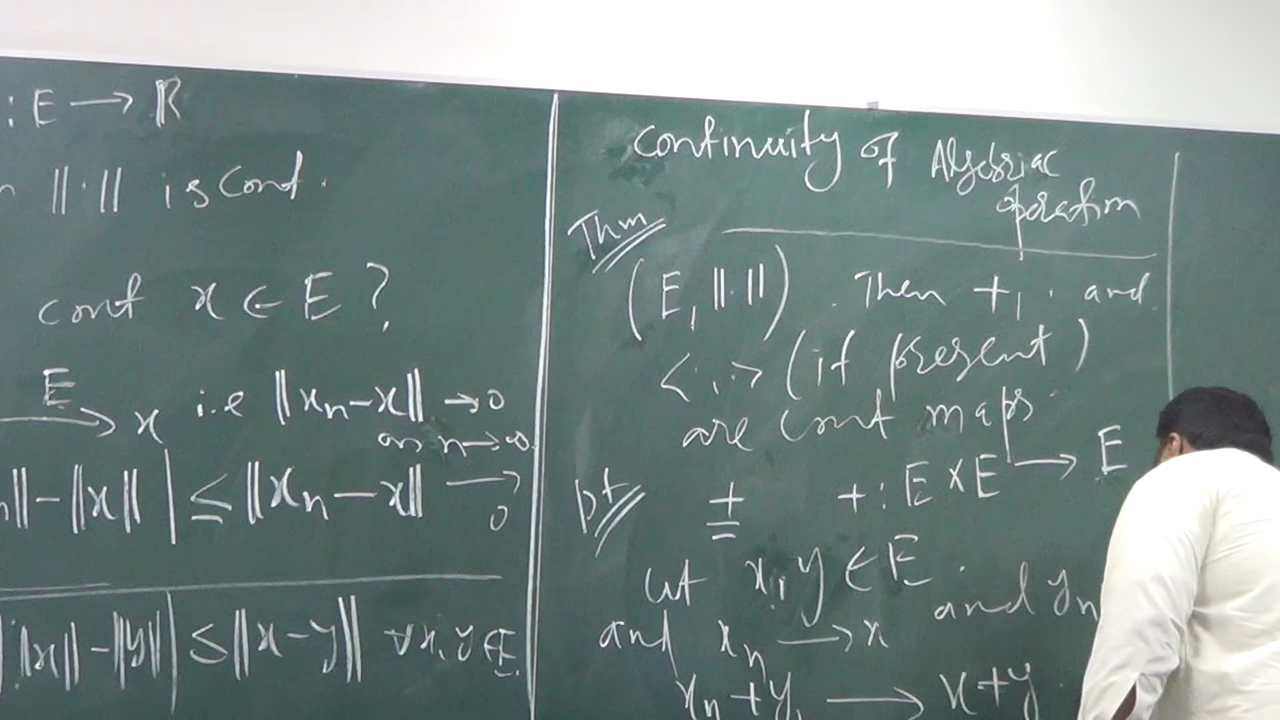 : E → ℝ
n ||·|| is Cont.
cont x ∈ E ?
E
→ x i.e ||xn-x|| → 0
as n→∞.
n|| - ||x|| | ≤ ||xn - x|| →
0
| ||x|| - ||y|| | ≤ ||x-y|| ∀ x, y ∈ E.
Continuity of Algebriac
operation
Thm
(E, ||·||). Then +, · and
< , > (if present)
are cont maps.
pf + + : E × E → E
Let x, y ∈ E.
and xn → x and yn
xn + yn → x+y.